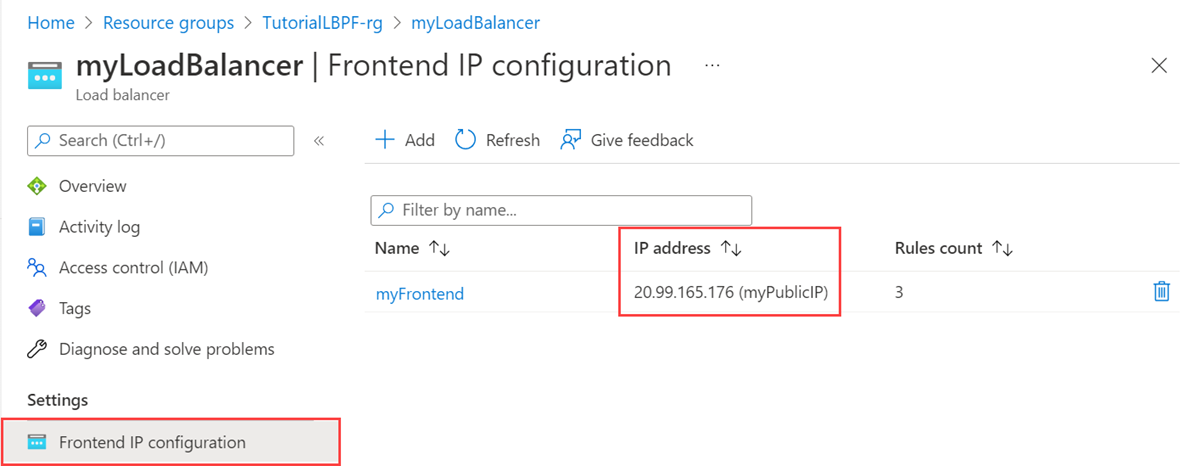 Home > Resource groups > TutorialLBPF-rg > myLoadBalancer
myLoadBalancer | Frontend IP configuration ...
Load balancer
Search (Ctrl+/) «
Add Refresh Give feedback
Overview
Activity log
Access control (IAM)
Tags
Diagnose and solve problems
Settings
Frontend IP configuration
Filter by name...
Name ↑↓ IP address ↑↓ Rules count ↑↓
myFrontend 20.99.165.176 (myPublicIP) 3